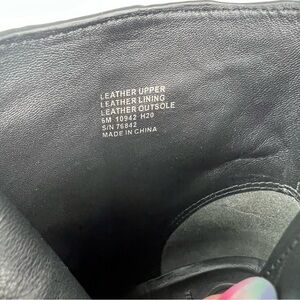 LEATHER UPPER
LEATHER LINING
LEATHER OUTSOLE
6M 10942 H20
S/N 76842
MADE IN CHINA